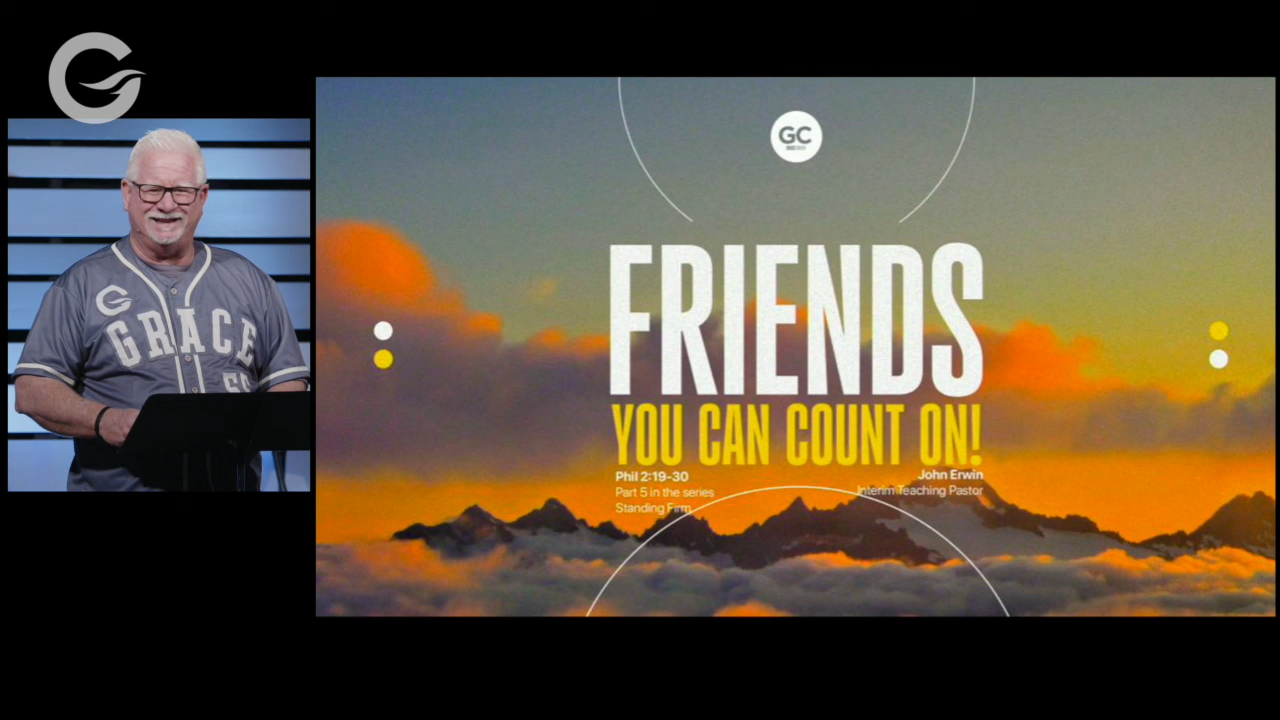 G
GRACE
GC
FRIENDS
YOU CAN COUNT ON!
Phil 2:19-30
Part 5 in the series
Standing Firm
John Erwin
Interim Teaching Pastor